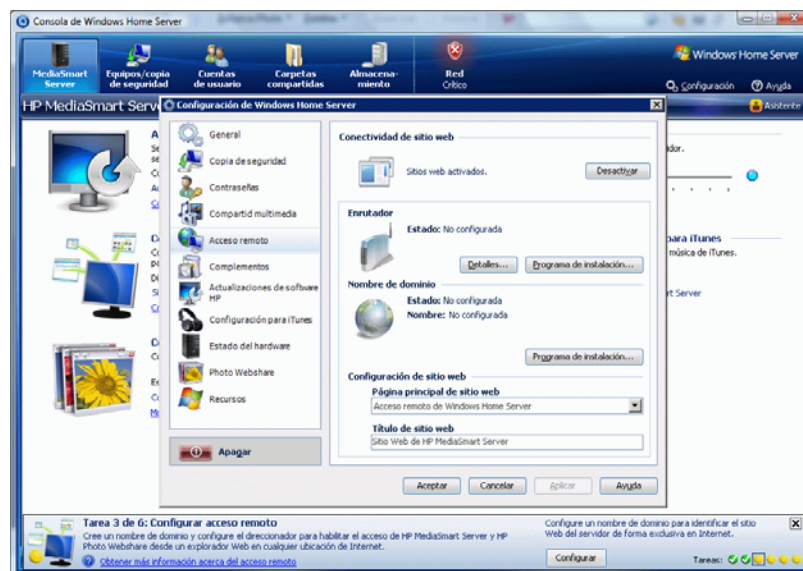 Consola de Windows Home Server
MediaSmart Server
Equipos/copia de seguridad
Cuentas de usuario
Carpetas compartidas
Almacena-miento
Red
Crítico
Windows Home Server
Configuración
Ayuda
HP MediaSmart Serv
Asistente
Configuración de Windows Home Server
General
Copia de seguridad
Contraseñas
Compartid multimedia
Acceso remoto
Complementos
Actualizaciones de software HP
Configuración para iTunes
Estado del hardware
Photo Webshare
Recursos
Apagar
Conectividad de sitio web
Sitios web activados.
Desactivar
Enrutador
Estado: No configurada
Detalles...
Programa de instalación...
Nombre de dominio
Estado: No configurada
Nombre: No configurada
Programa de instalación...
Configuración de sitio web
Página principal de sitio web
Acceso remoto de Windows Home Server
Título de sitio web
Sitio Web de HP MediaSmart Server
Aceptar
Cancelar
Aplicar
Ayuda
idor.
para iTunes
música de iTunes.
rt Server
Tarea 3 de 6: Configurar acceso remoto
Cree un nombre de dominio y configure el direccionador para habilitar el acceso de HP MediaSmart Server y HP
Photo Webshare desde un explorador Web en cualquier ubicación de Internet.
Obtener más información acerca del acceso remoto
Configure un nombre de dominio para identificar el sitio
Web del servidor de forma exclusiva en Internet.
Configurar
Tareas: